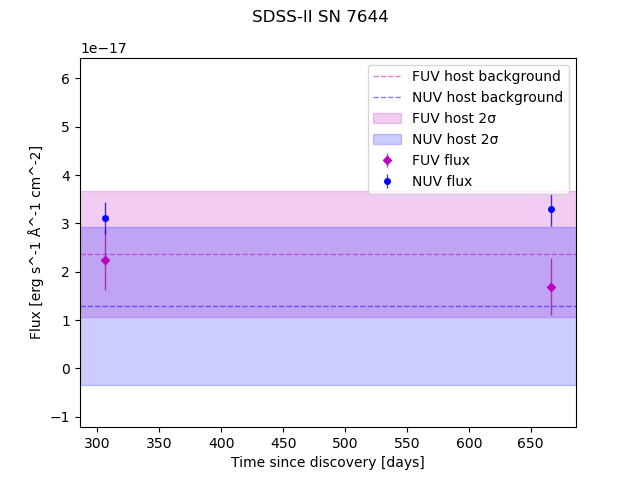 SDSS-II SN 7644
1e−17
FUV host background
NUV host background
FUV host 2σ
NUV host 2σ
FUV flux
NUV flux
6
5
4
3
2
1
0
−1
Flux [erg s^-1 Å^-1 cm^-2]
300 350 400 450 500 550 600 650
Time since discovery [days]